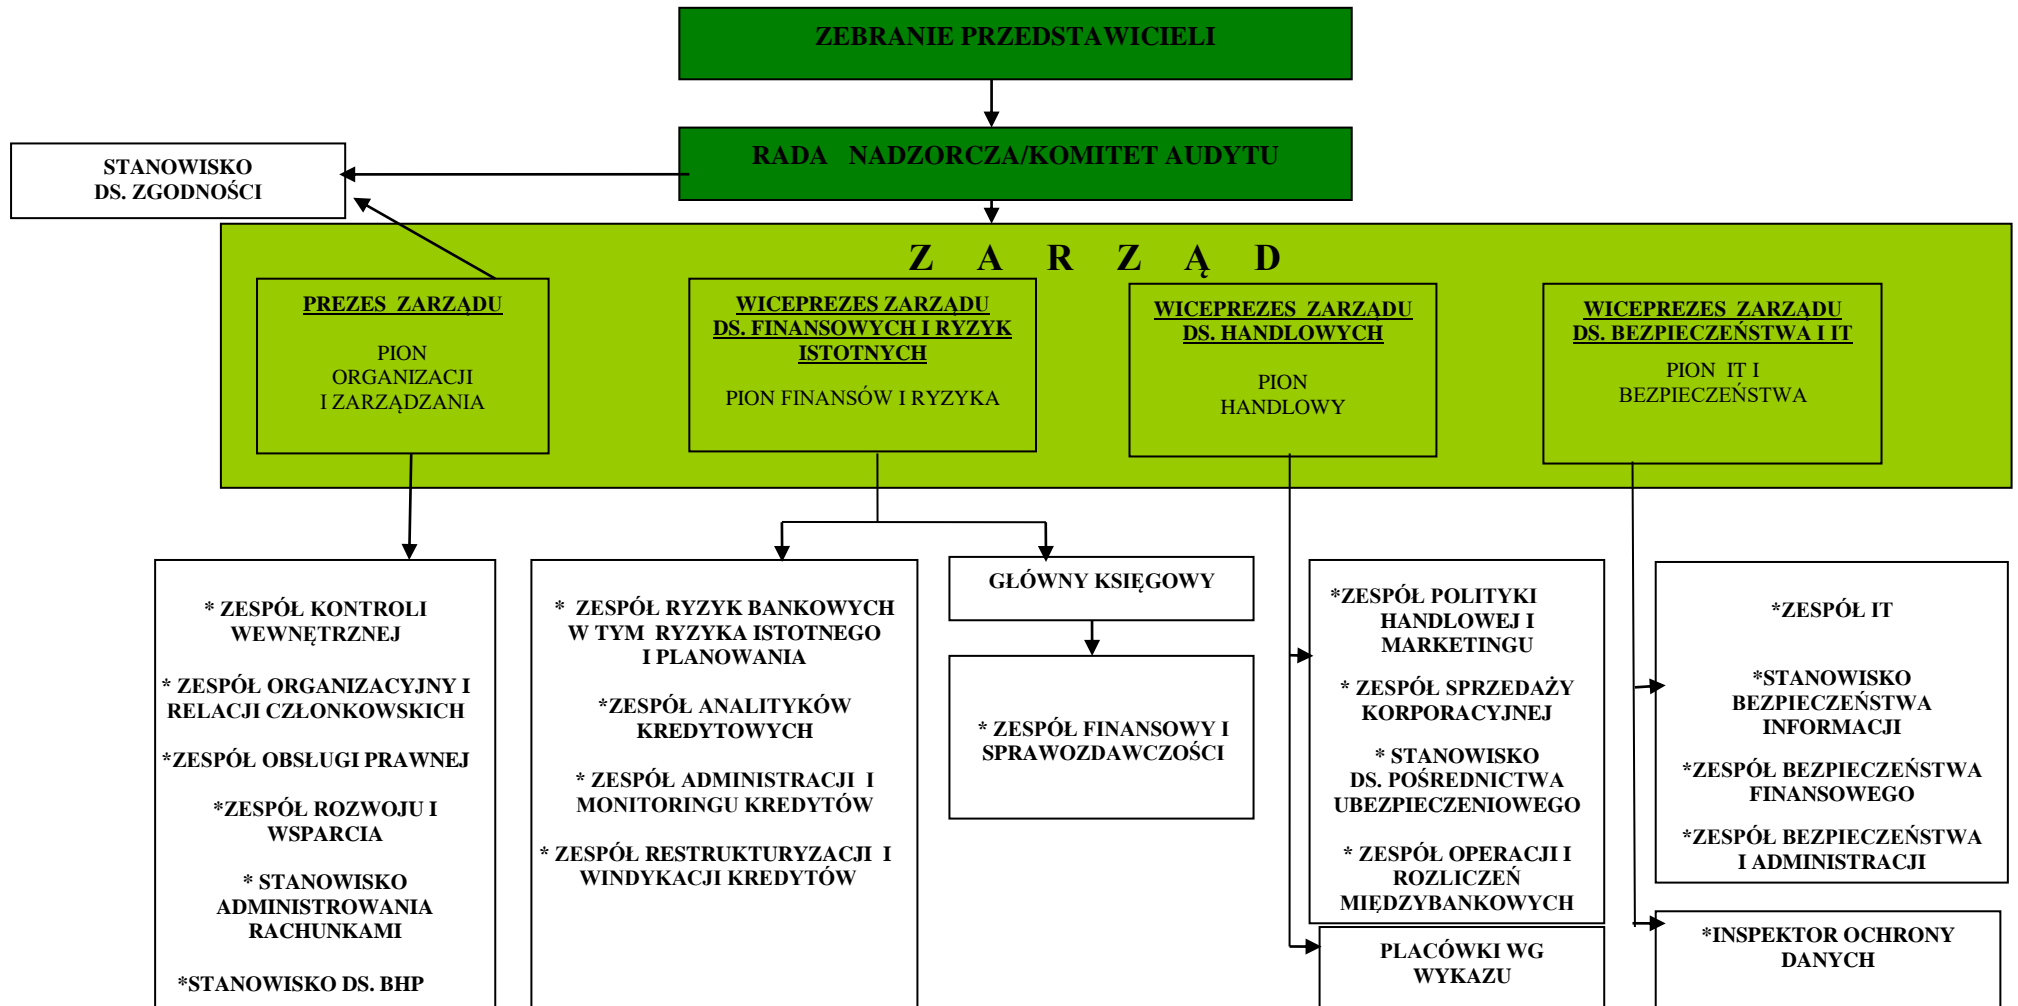 ZEBRANIE PRZEDSTAWICIELI
RADA NADZORCZA/KOMITET AUDYTU
STANOWISKO
DS. ZGODNOŚCI
Z A R Z Ą D
PREZES ZARZĄDU
PION
ORGANIZACJI
I ZARZĄDZANIA
WICEPREZES ZARZĄDU
DS. FINANSOWYCH I RYZYK
ISTOTNYCH
PION FINANSÓW I RYZYKA
WICEPREZES ZARZĄDU
DS. HANDLOWYCH
PION
HANDLOWY
WICEPREZES ZARZĄDU
DS. BEZPIECZEŃSTWA I IT
PION IT I
BEZPIECZEŃSTWA
* ZESPÓŁ KONTROLI
WEWNĘTRZNEJ
* ZESPÓŁ ORGANIZACYJNY I
RELACJI CZŁONKOWSKICH
*ZESPÓŁ OBSŁUGI PRAWNEJ
*ZESPÓŁ ROZWOJU I
WSPARCIA
* STANOWISKO
ADMINISTROWANIA
RACHUNKAMI
*STANOWISKO DS. BHP
* ZESPÓŁ RYZYK BANKOWYCH
W TYM RYZYKA ISTOTNEGO
I PLANOWANIA
*ZESPÓŁ ANALITYKÓW
KREDYTOWYCH
* ZESPÓŁ ADMINISTRACJI I
MONITORINGU KREDYTÓW
* ZESPÓŁ RESTRUKTURYZACJI I
WINDYKACJI KREDYTÓW
GŁÓWNY KSIĘGOWY
* ZESPÓŁ FINANSOWY I
SPRAWOZDAWCZOŚCI
*ZESPÓŁ POLITYKI
HANDLOWEJ I
MARKETINGU
* ZESPÓŁ SPRZEDAŻY
KORPORACYJNEJ
* STANOWISKO
DS. POŚREDNICTWA
UBEZPIECZENIOWEGO
* ZESPÓŁ OPERACJI I
ROZLICZEŃ
MIĘDZYBANKOWYCH
PLACÓWKI WG
WYKAZU
*ZESPÓŁ IT
*STANOWISKO
BEZPIECZEŃSTWA
INFORMACJI
*ZESPÓŁ BEZPIECZEŃSTWA
FINANSOWEGO
*ZESPÓŁ BEZPIECZEŃSTWA
I ADMINISTRACJI
*INSPEKTOR OCHRONY
DANYCH